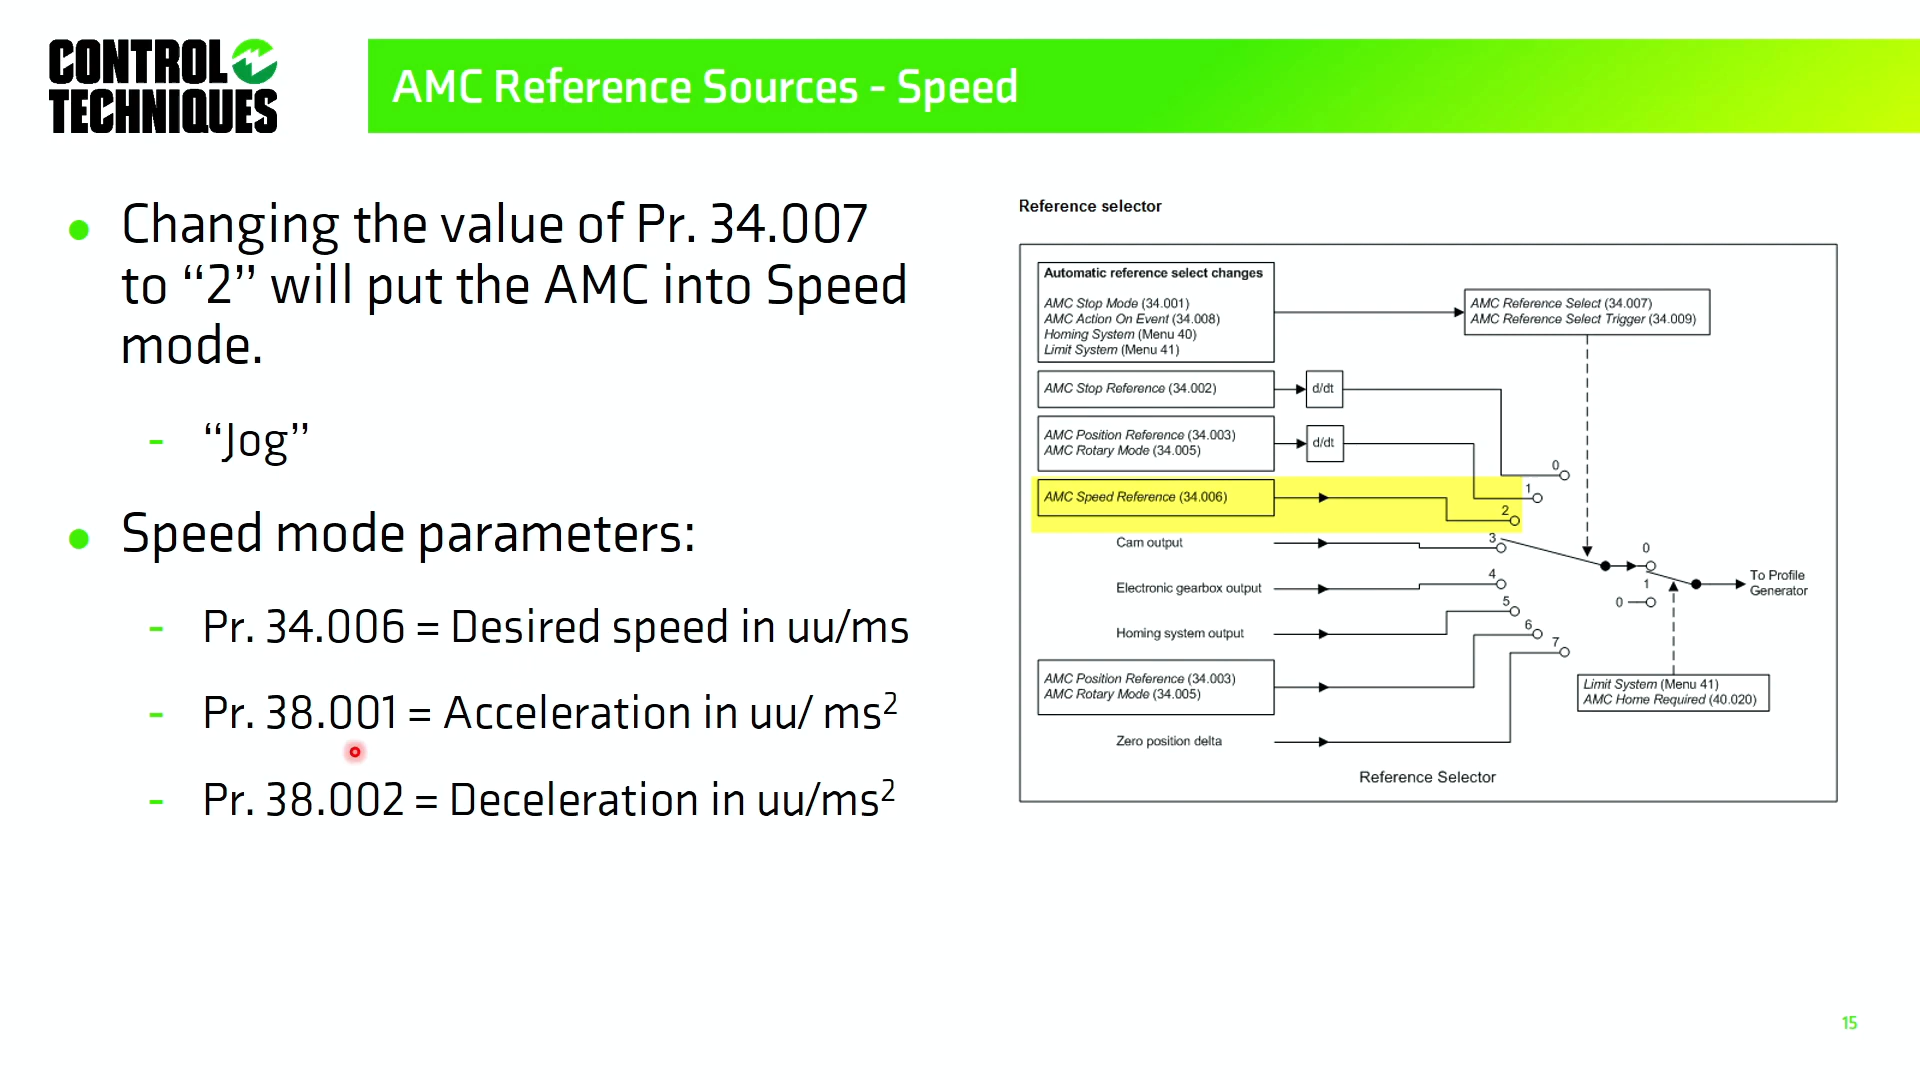 CONTROL
TECHNIQUES
AMC Reference Sources - Speed
Changing the value of Pr. 34.007
to “2” will put the AMC into Speed
mode.
- “Jog”
Speed mode parameters:
- Pr. 34.006 = Desired speed in uu/ms
- Pr. 38.001 = Acceleration in uu/ ms²
- Pr. 38.002 = Deceleration in uu/ms²
Reference selector
Automatic reference select changes
AMC Stop Mode (34.001)
AMC Action On Event (34.008)
Homing System (Menu 40)
Limit System (Menu 41)
AMC Reference Select (34.007)
AMC Reference Select Trigger (34.009)
AMC Stop Reference (34.002)
d/dt
AMC Position Reference (34.003)
AMC Rotary Mode (34.005)
d/dt
0
1
AMC Speed Reference (34.006)
2
Cam output
3
0
Electronic gearbox output
4
1
To Profile
Generator
5
0
Homing system output
6
7
AMC Position Reference (34.003)
AMC Rotary Mode (34.005)
Limit System (Menu 41)
AMC Home Required (40.020)
Zero position delta
Reference Selector
15